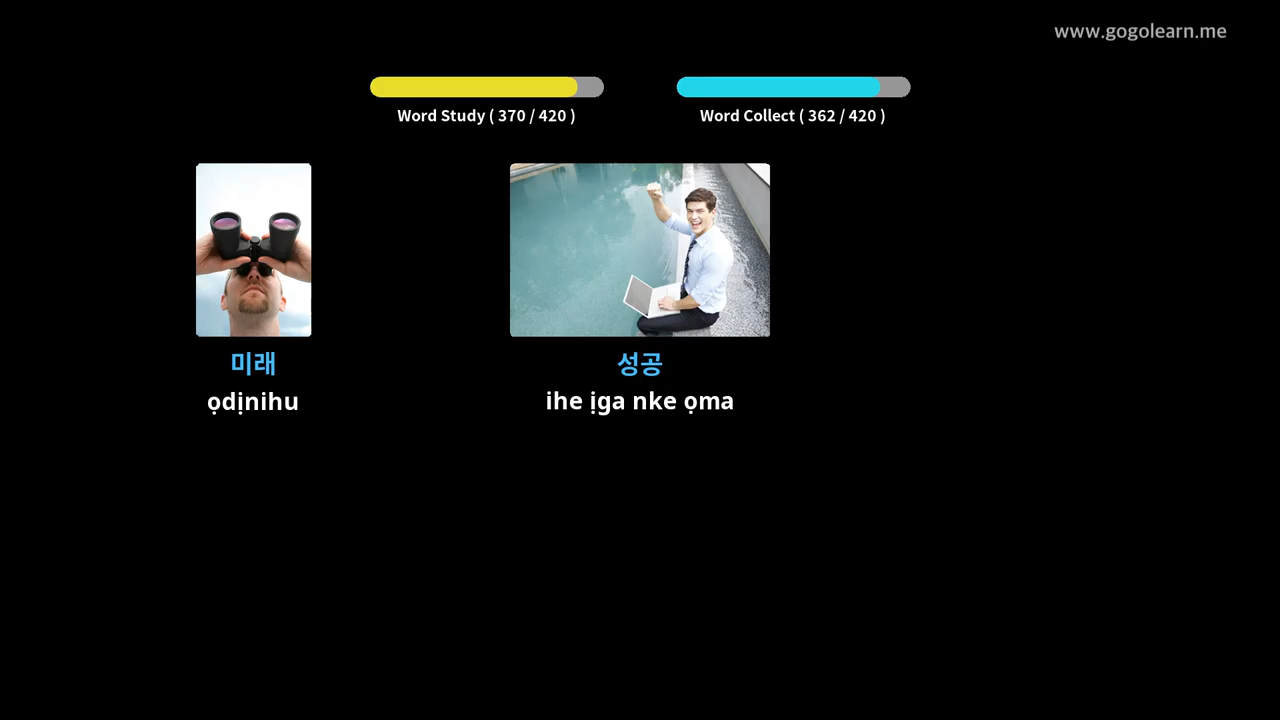 www.gogolearn.me
Word Study ( 370 / 420 )
Word Collect ( 362 / 420 )
미래
ọdịnihu
성공
ihe ịga nke ọma